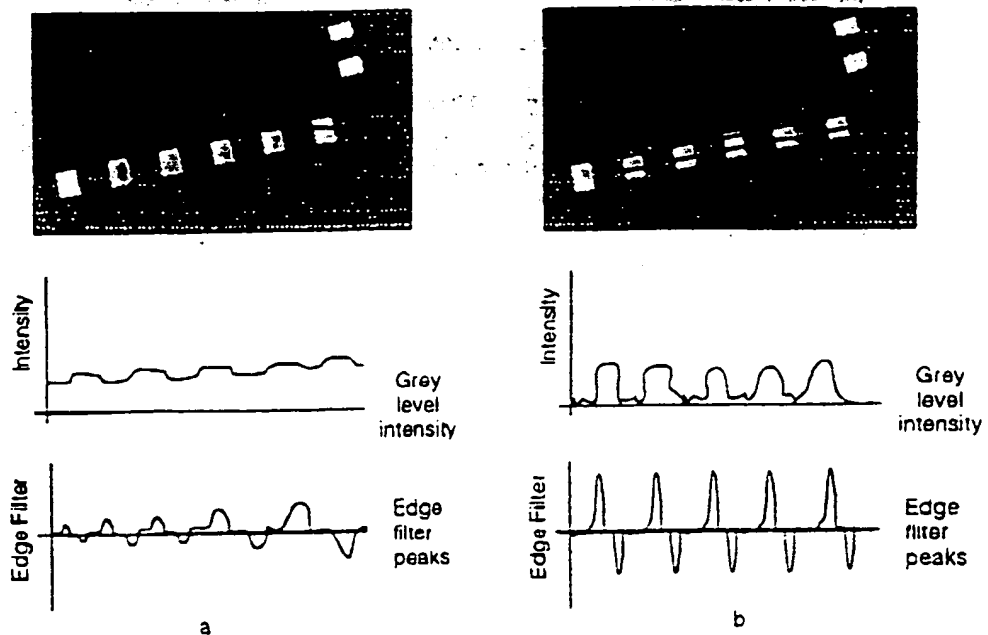 Intensity
Grey
level
intensity
Edge Filter
Edge
filter
peaks
a
Intensity
Grey
level
intensity
Edge Filter
Edge
filter
peaks
b